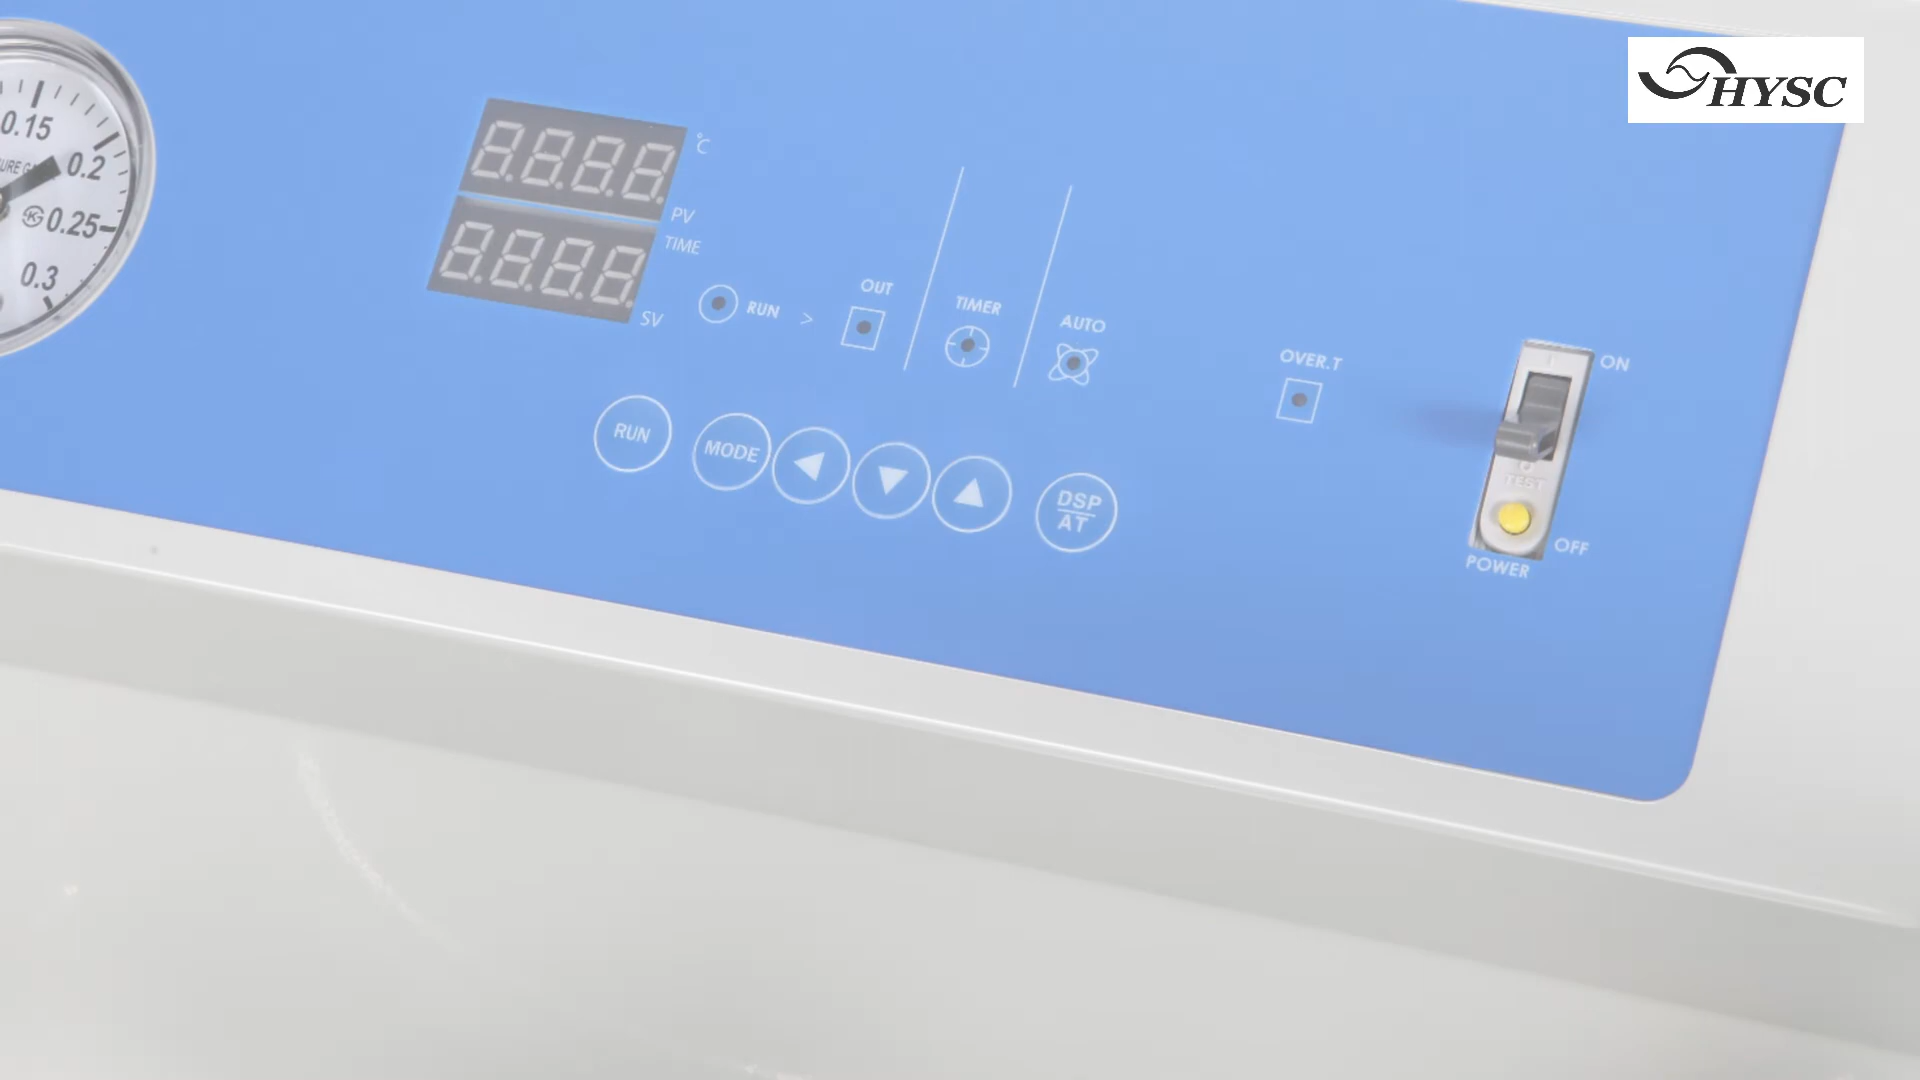 HYSC
0.15
0.2
0.25
0.3
8.8.8.8.
°C
PV
TIME
8.8.8.8.
SV
RUN >
OUT
TIMER
AUTO
OVER.T
RUN
MODE
DSP
AT
ON
TEST
OFF
POWER